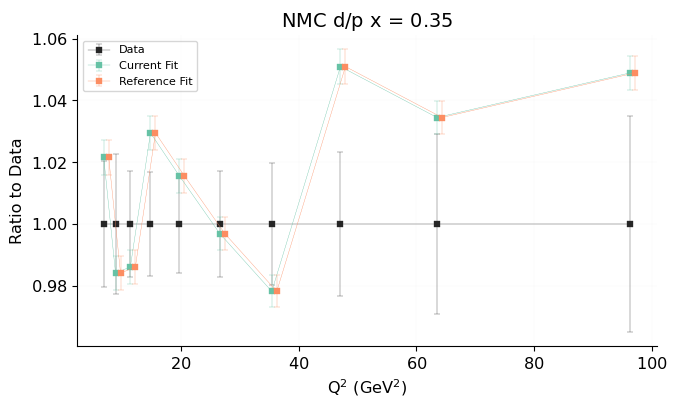 NMC d/p x = 0.35
1.06
1.04
1.02
1.00
0.98
Ratio to Data
Data
Current Fit
Reference Fit
20
40
60
80
100
Q² (GeV²)